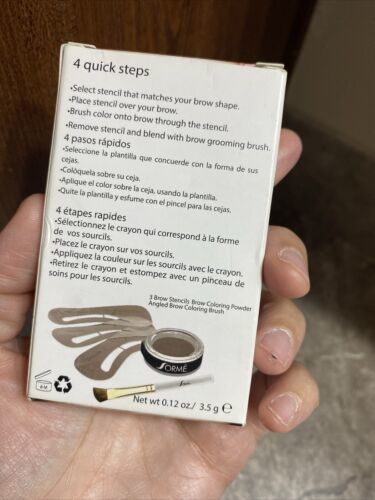 4 quick steps
•Select stencil that matches your brow shape.
•Place stencil over your brow.
•Brush color onto brow through the stencil.
•Remove stencil and blend with brow grooming brush.
4 pasos rápidos
•Seleccione la plantilla que concuerde con la forma de sus
cejas.
•Colóquela sobre su ceja.
•Aplique el color sobre la ceja, usando la plantilla.
•Quite la plantilla y esfume con el pincel para las cejas.
4 étapes rapides
•Sélectionnez le crayon qui correspond à la forme
de vos sourcils.
•Placez le crayon sur vos sourcils.
•Appliquez la couleur sur les sourcils avec le crayon.
•Retirez le crayon et estompez avec un pinceau de
soins pour les sourcils.
3 Brow Stencils Brow Coloring Powder
Angled Brow Coloring Brush
SORMÉ
Net wt 0.12 oz./ 3.5 g e